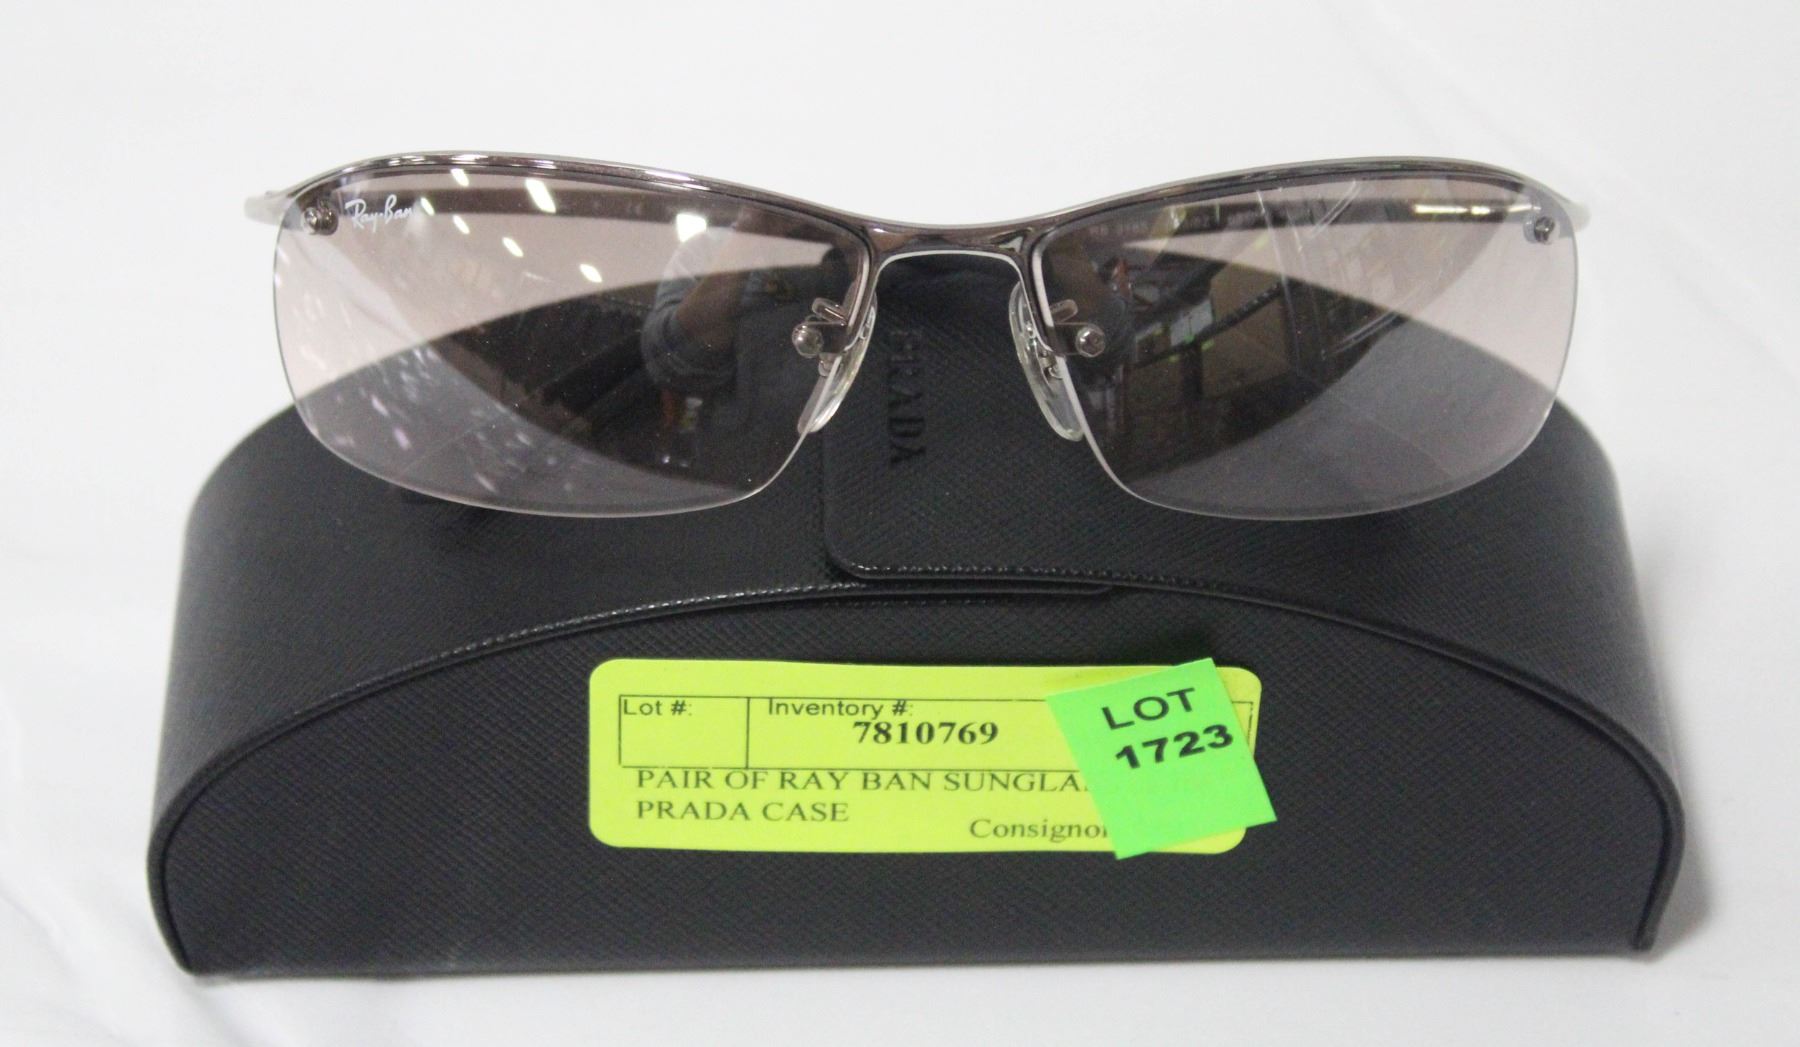 Ray-Ban
PRADA
Lot #:
Inventory #:
7810769
LOT
1723
PAIR OF RAY BAN SUNGLA
PRADA CASE
Consignor